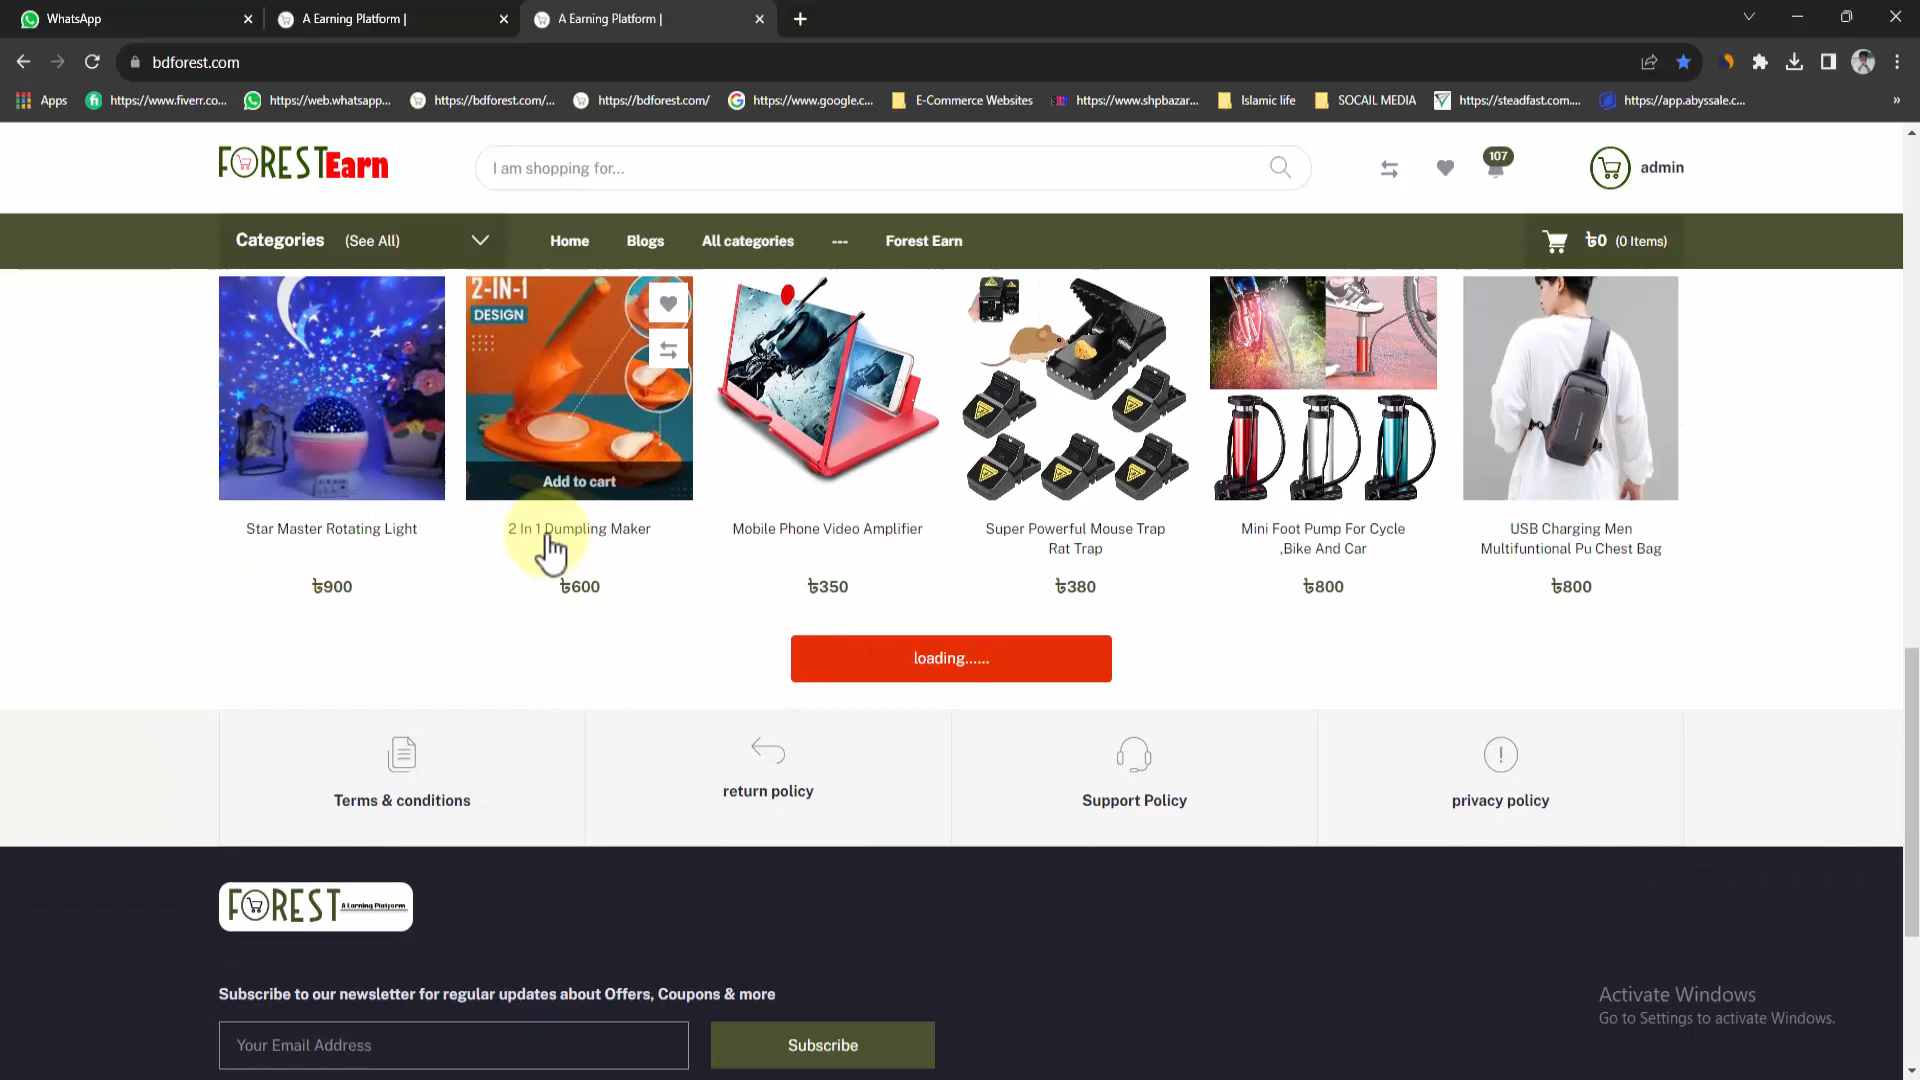 WhatsApp
A Earning Platform |
A Earning Platform |
bdforest.com
Apps
https://www.fiverr.co...
https://web.whatsapp...
https://bdforest.com/...
https://bdforest.com/
https://www.google.c...
E-Commerce Websites
https://www.shpbazar...
Islamic life
SOCAIL MEDIA
https://steadfast.com....
https://app.abyssale.c...
»
FORESTEarn
I am shopping for...
107
admin
Categories (See All)
Home
Blogs
All categories
---
Forest Earn
৳0 (0 Items)
2-IN-1
DESIGN
Add to cart
Star Master Rotating Light
৳900
2 In 1 Dumpling Maker
৳600
Mobile Phone Video Amplifier
৳350
Super Powerful Mouse Trap
Rat Trap
৳380
Mini Foot Pump For Cycle
,Bike And Car
৳800
USB Charging Men
Multifuntional Pu Chest Bag
৳800
loading......
Terms & conditions
return policy
Support Policy
privacy policy
FOREST A Earning Platform
Subscribe to our newsletter for regular updates about Offers, Coupons & more
Your Email Address
Subscribe
Activate Windows
Go to Settings to activate Windows.